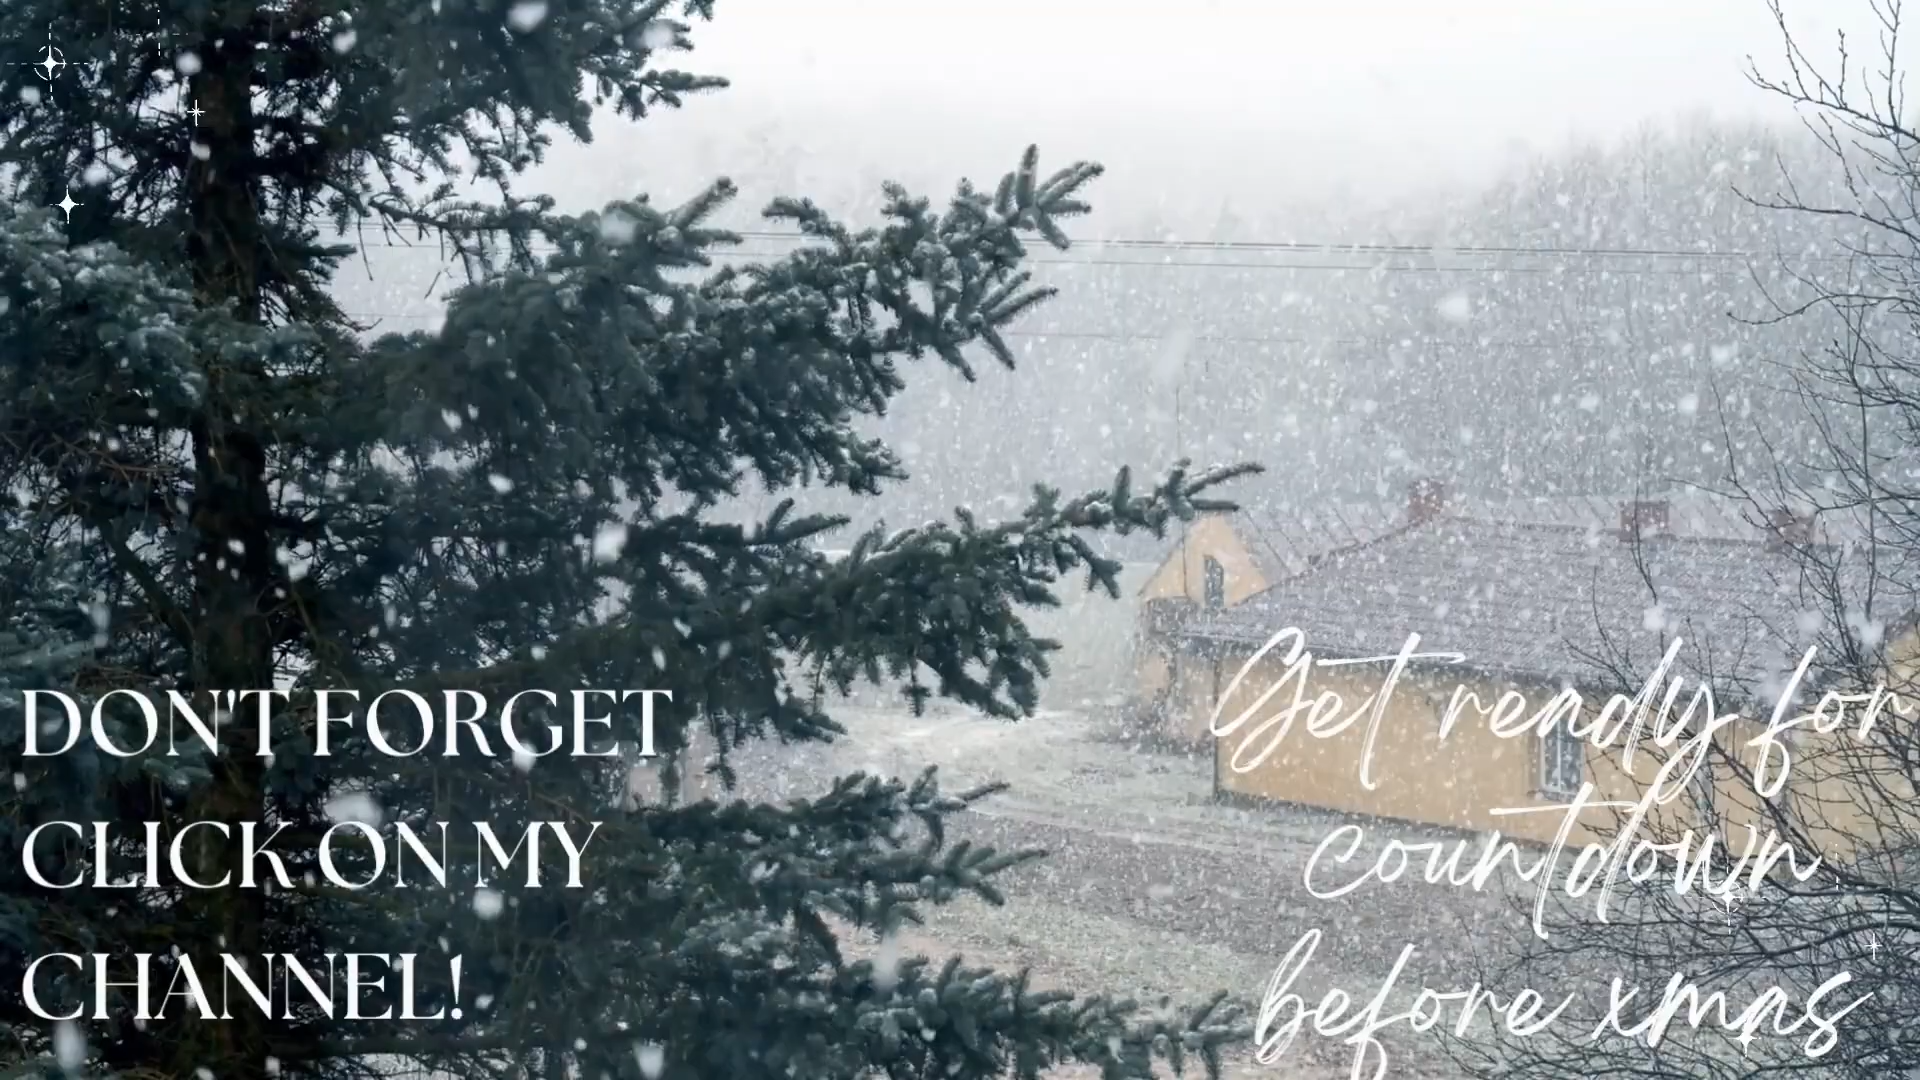 DON'T FORGET
CLICK ON MY
CHANNEL!
Get ready for
countdown
before xmas